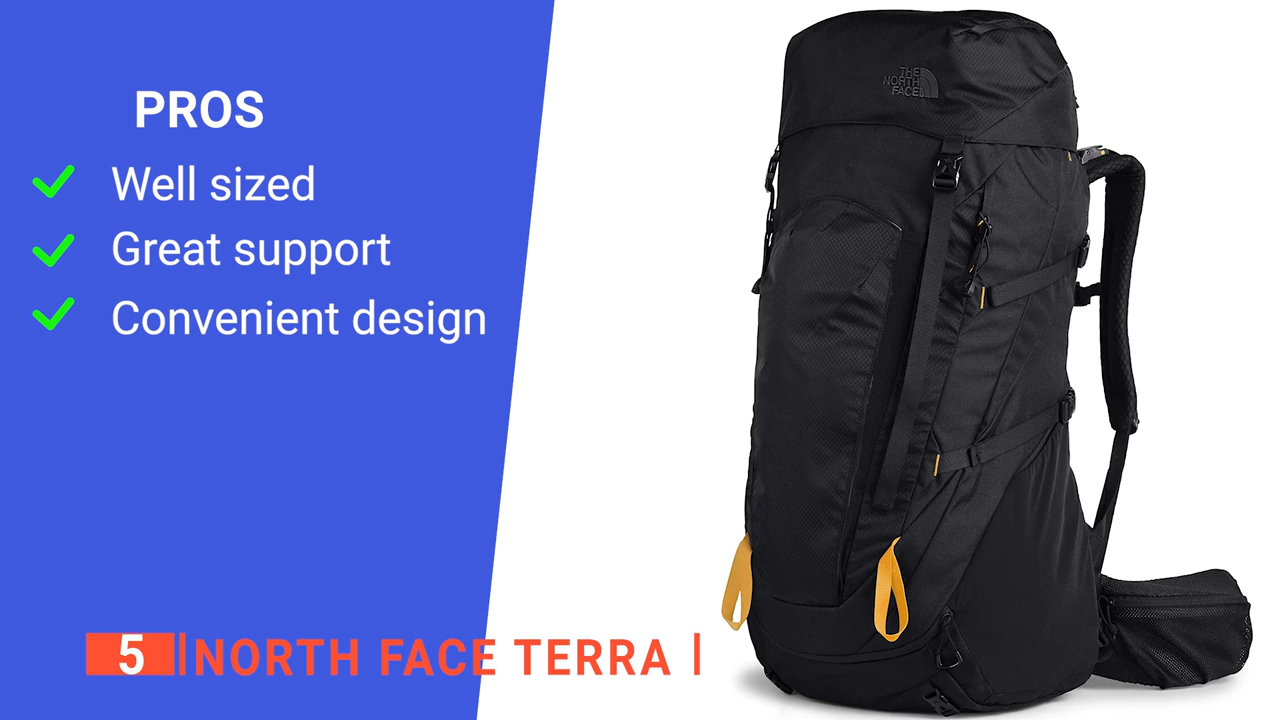 PROS
Well sized
Great support
Convenient design
THE
NORTH
FACE
5 NORTH FACE TERRA